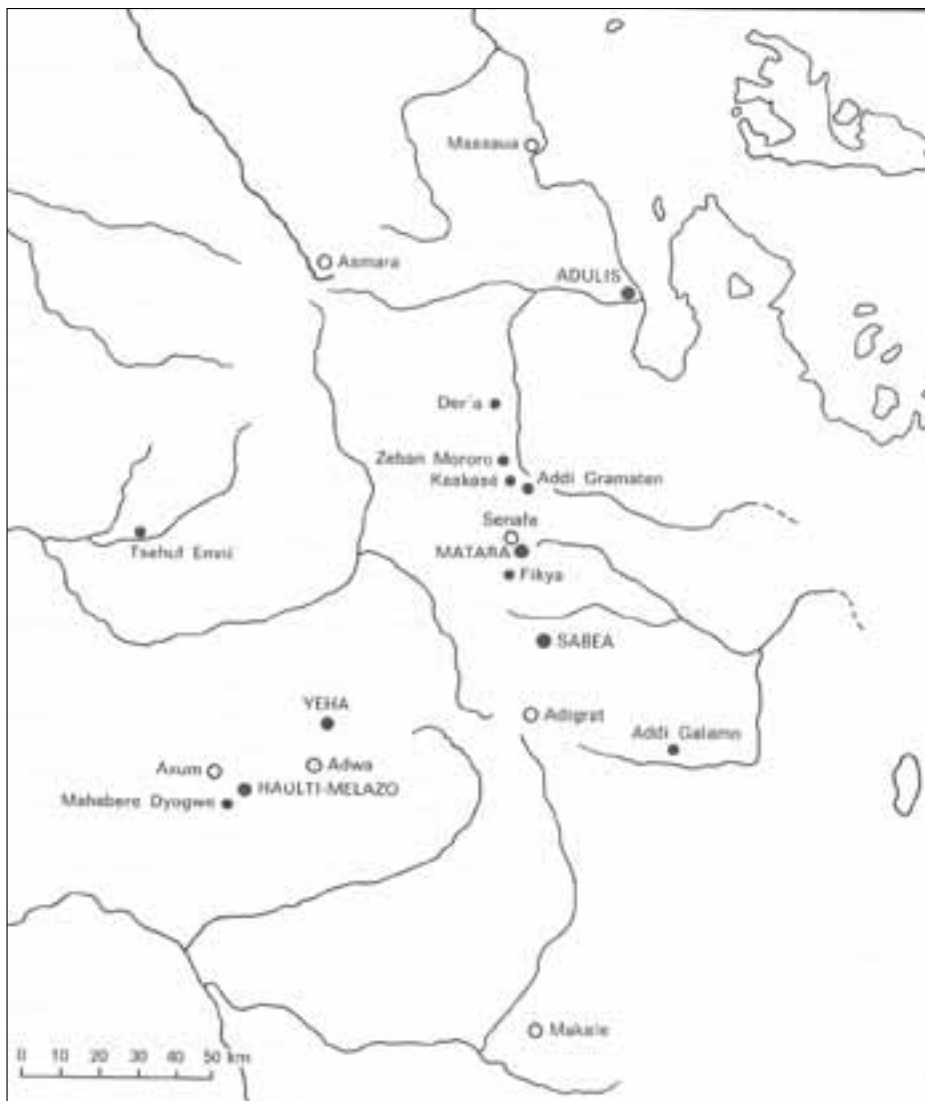 Massaua
Asmara
ADULIS
Der'a
Zeban Mororo
Kaskase
Addi Gramaten
Senafe
MATARA
Fikya
Tsehuf Emni
SABEA
YEHA
Adigrat
Addi Galamo
Axum
Adwa
HAOLTI-MELAZO
Mahabere Dyogwe
Makale
0 10 20 30 40 50 km